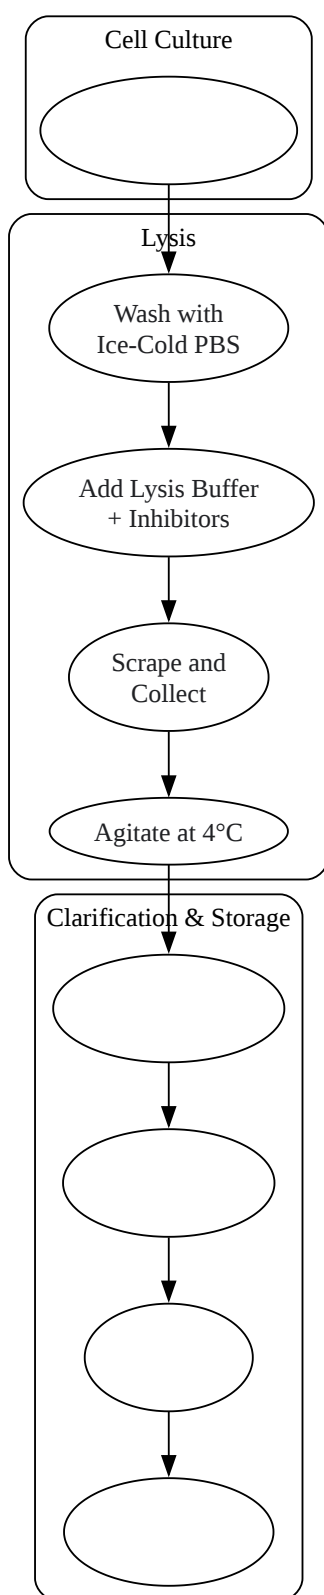 Cell Culture
Lysis
Wash with
Ice-Cold PBS
Add Lysis Buffer
+ Inhibitors
Scrape and
Collect
Agitate at 4°C
Clarification & Storage